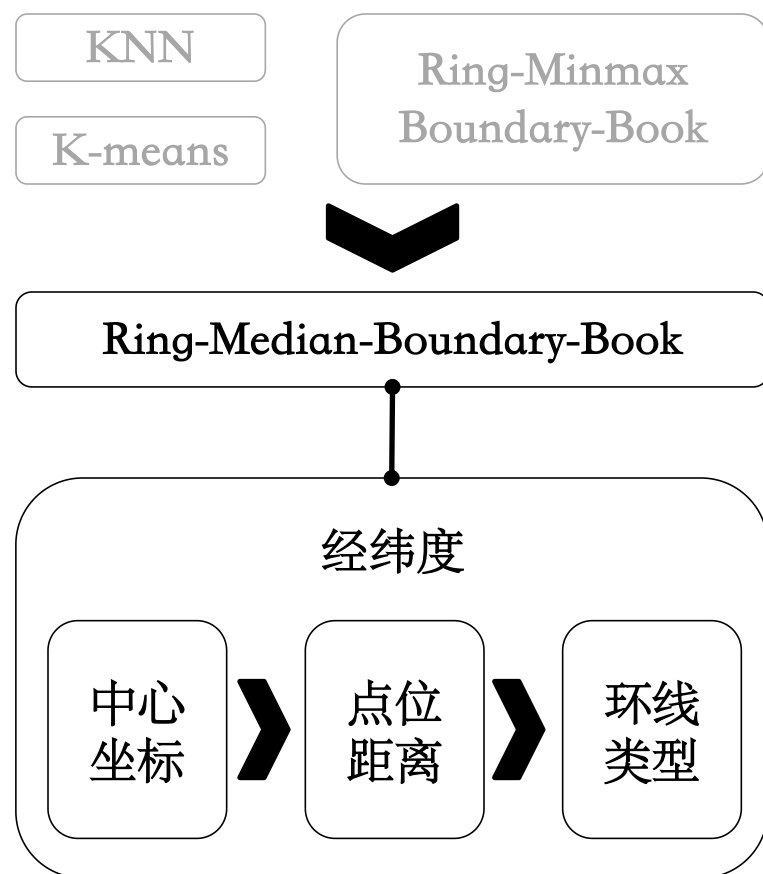 KNN
K-means
Ring-Minmax
Boundary-Book
Ring-Median-Boundary-Book
经纬度
中心
坐标
点位
距离
环线
类型